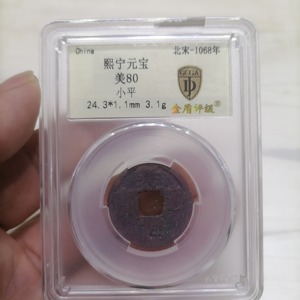 China
北宋-1068年
熙宁元宝
美80
小平
24.3*1.1mm 3.1g
金盾评级